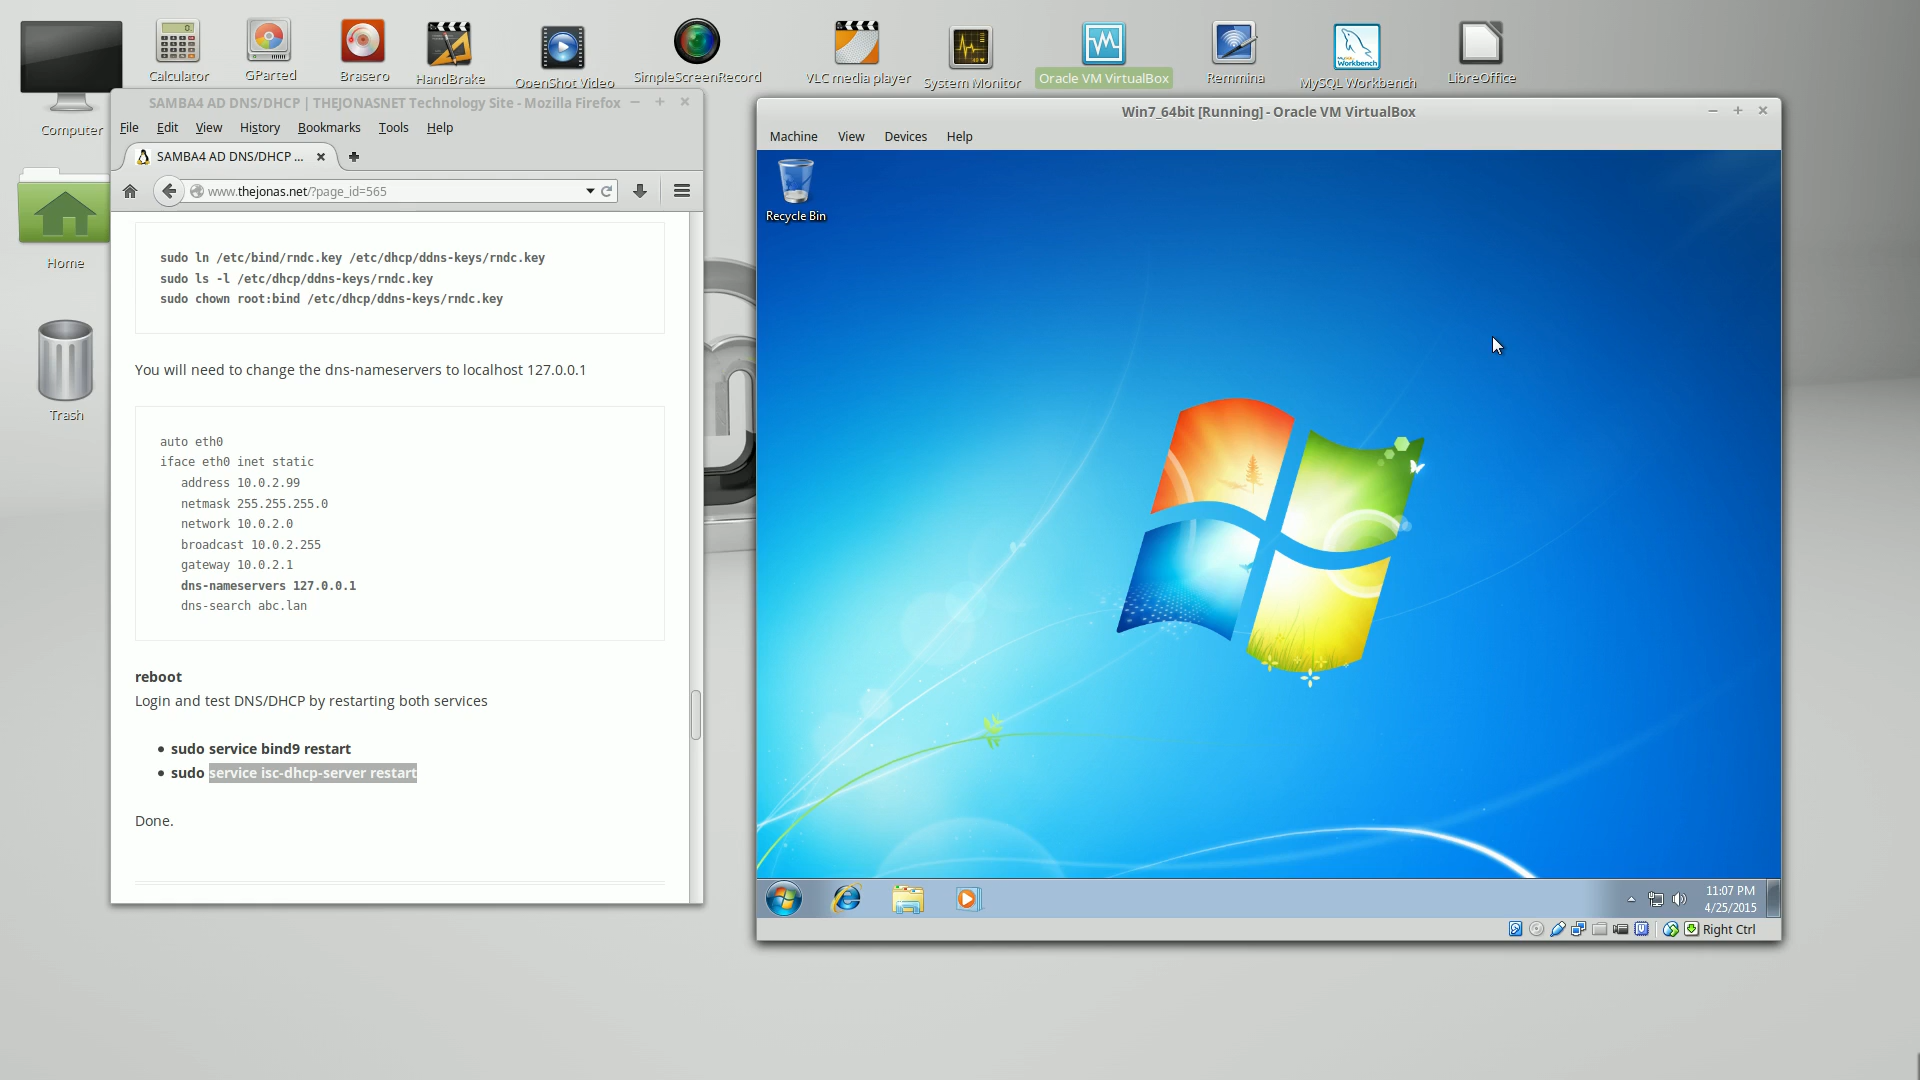 Calculator
GParted
Brasero
HandBrake
OpenShot Video
SimpleScreenRecord
VLC media player
System Monitor
Oracle VM VirtualBox
Remmina
MySQL Workbench
LibreOffice
Computer
Home
Trash
SAMBA4 AD DNS/DHCP | THEJONASNET Technology Site - Mozilla Firefox
File Edit View History Bookmarks Tools Help
SAMBA4 AD DNS/DHCP ...
www.thejonas.net/?page_id=565
sudo ln /etc/bind/rndc.key /etc/dhcp/ddns-keys/rndc.key
sudo ls -l /etc/dhcp/ddns-keys/rndc.key
sudo chown root:bind /etc/dhcp/ddns-keys/rndc.key
You will need to change the dns-nameservers to localhost 127.0.0.1
auto eth0
iface eth0 inet static
address 10.0.2.99
netmask 255.255.255.0
network 10.0.2.0
broadcast 10.0.2.255
gateway 10.0.2.1
dns-nameservers 127.0.0.1
dns-search abc.lan
reboot
Login and test DNS/DHCP by restarting both services
• sudo service bind9 restart
• sudo service isc-dhcp-server restart
Done.
Win7_64bit [Running] - Oracle VM VirtualBox
Machine View Devices Help
Recycle Bin
11:07 PM
4/25/2015
Right Ctrl